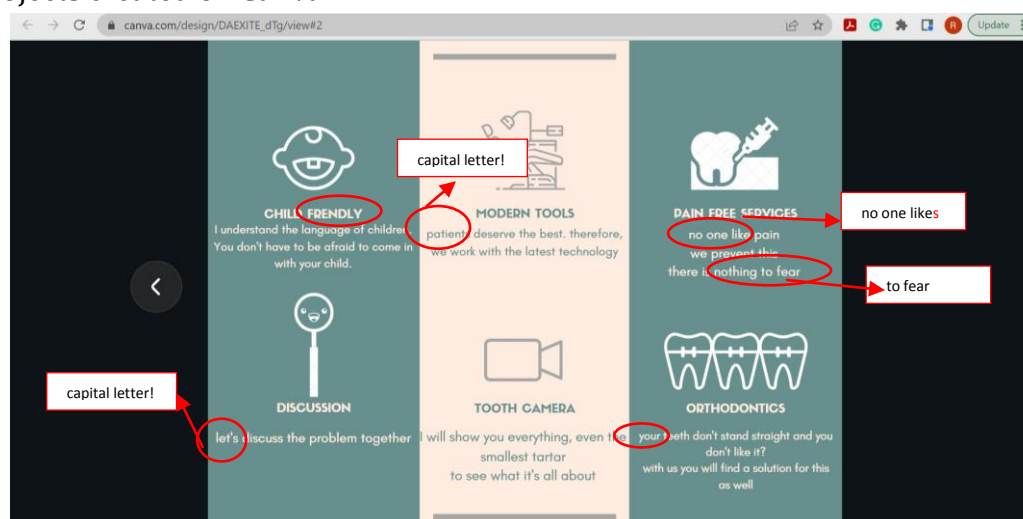 canva.com/design/DAEXITE_dTg/view#2
R
Update
capital letter!
CHILD FRENDLY
I understand the language of children.
You don't have to be afraid to come in
with your child.
MODERN TOOLS
patients deserve the best. therefore,
we work with the latest technology
PAIN FREE SERVICES
no one like pain
we prevent this
there is nothing to fear
no one likes
to fear
capital letter!
DISCUSSION
let's discuss the problem together
TOOTH CAMERA
I will show you everything, even the
smallest tartar
to see what it's all about
ORTHODONTICS
your teeth don't stand straight and you
don't like it?
with us you will find a solution for this
as well